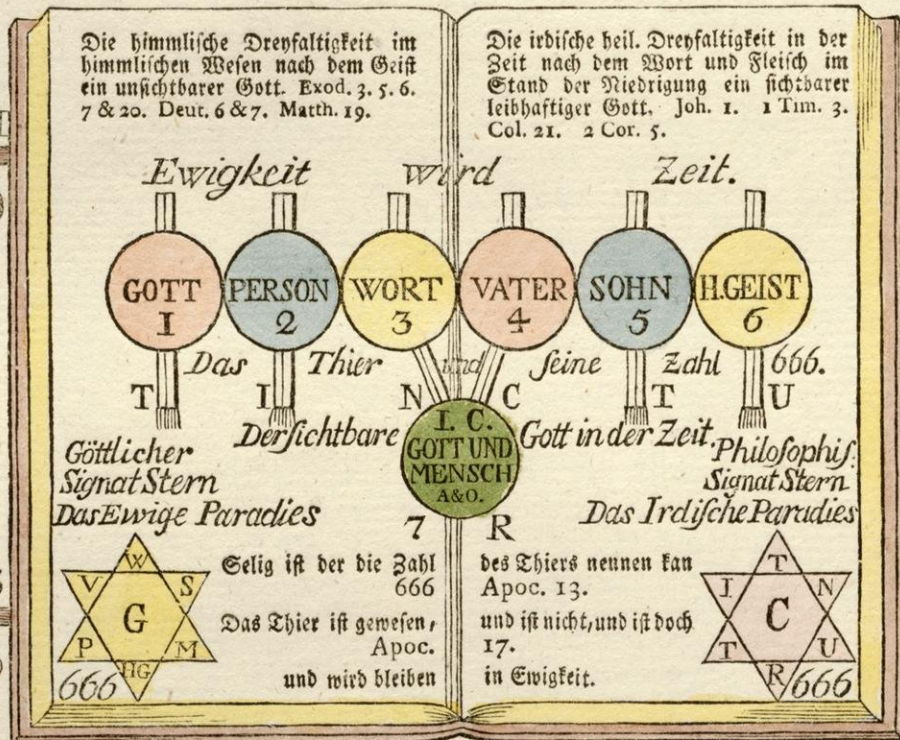 Die himmlische Dreyfaltigkeit im
himmlischen Wesen nach dem Geist
ein unsichtbarer Gott. Exod. 3. 5. 6.
7 & 20. Deut. 6 & 7. Matth. 19.
Die irdische heil. Dreyfaltigkeit in der
Zeit nach dem Wort und Fleisch im
Stand der Niedrigung ein sichtbarer
leibhaftiger Gott. Joh. 1. 1 Tim. 3.
Col. 21. 2 Cor. 5.
Ewigkeit wird Zeit.
GOTT PERSON WORT VATER SOHN H.GEIST
1 2 3 4 5 6
Das Thier und seine Zahl 666.
T I N C T U
I. C.
GOTT UND
MENSCH
A&O.
Der sichtbare Gott in der Zeit.
Göttlicher
Signat Stern
Das Ewige Paradies
Philosophis.
Signat Stern
Das Irdische Paradies
7 R
Selig ist der die Zahl des Thiers nennen kan
666 Apoc. 13.
Das Thier ist gewesen, und ist nicht, und ist doch
Apoc. 17.
und wird bleiben in Ewigkeit.
W
V S
G
P M
HG
666
T
I N
C
T U
R
666